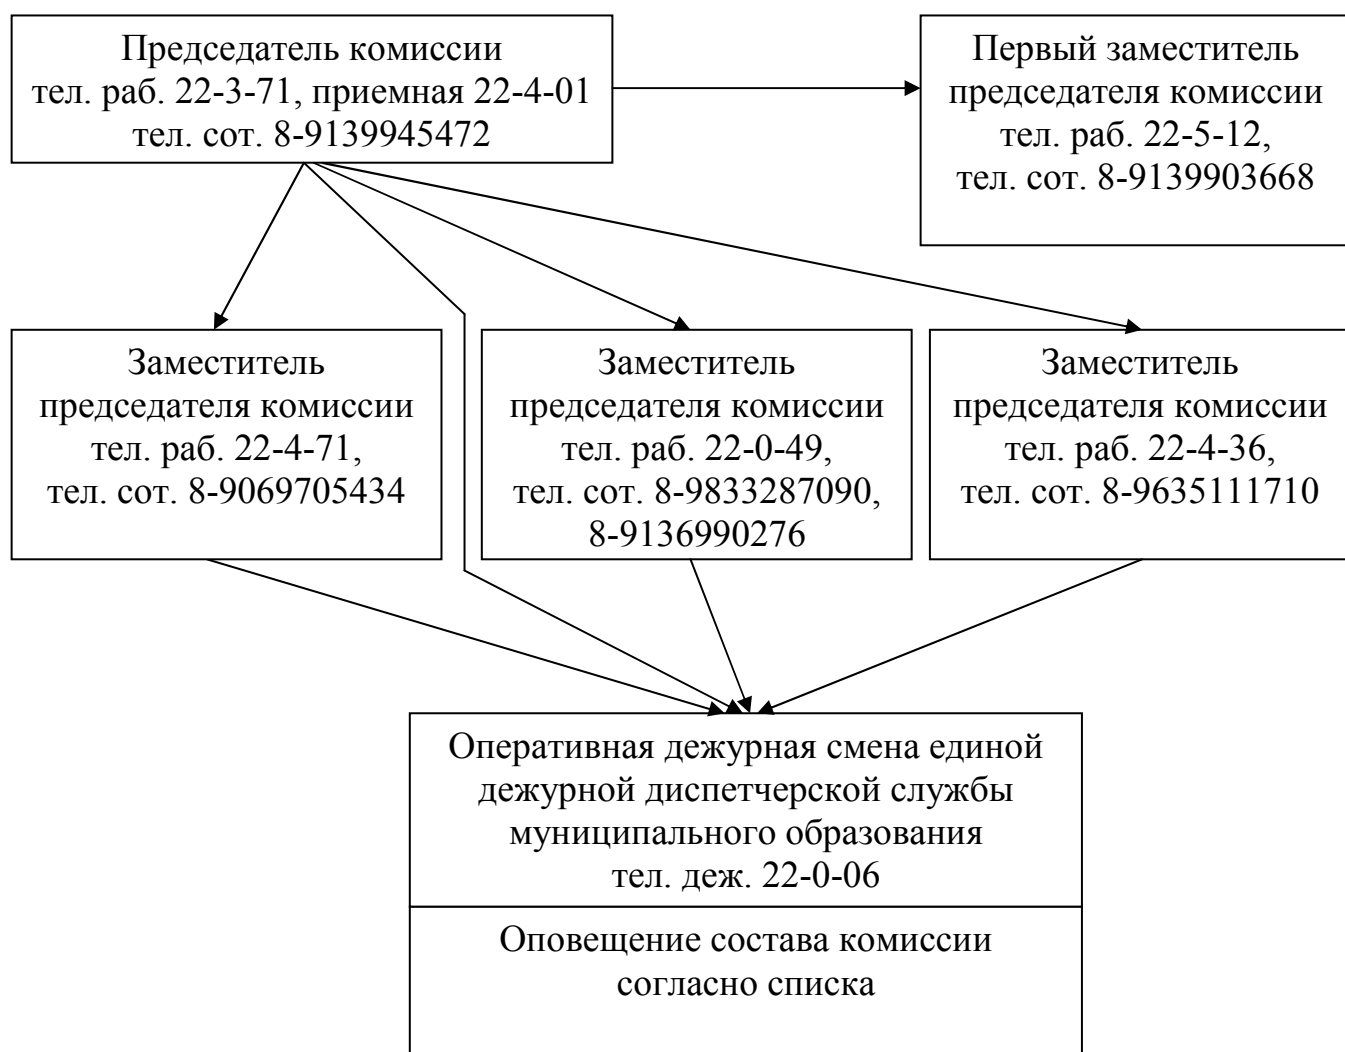 Председатель комиссии
тел. раб. 22-3-71, приемная 22-4-01
тел. сот. 8-9139945472
Первый заместитель
председателя комиссии
тел. раб. 22-5-12,
тел. сот. 8-9139903668
Заместитель
председателя комиссии
тел. раб. 22-4-71,
тел. сот. 8-9069705434
Заместитель
председателя комиссии
тел. раб. 22-0-49,
тел. сот. 8-9833287090,
8-9136990276
Заместитель
председателя комиссии
тел. раб. 22-4-36,
тел. сот. 8-9635111710
Оперативная дежурная смена единой
дежурной диспетчерской службы
муниципального образования
тел. деж. 22-0-06
Оповещение состава комиссии
согласно списка